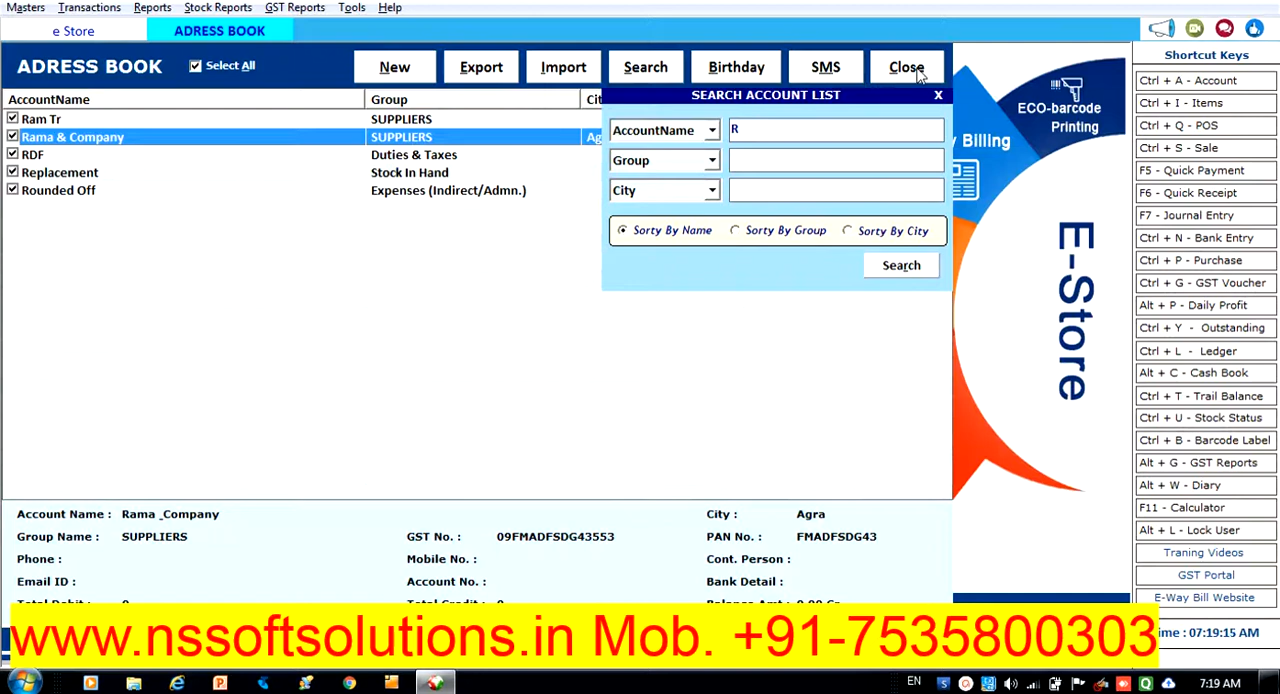 Masters Transactions Reports Stock Reports GST Reports Tools Help
e Store ADRESS BOOK
ADRESS BOOK Select All New Export Import Search Birthday SMS Close
AccountName Group
Ram Tr SUPPLIERS
Rama & Company SUPPLIERS
RDF Duties & Taxes
Replacement Stock In Hand
Rounded Off Expenses (Indirect/Admn.)
SEARCH ACCOUNT LIST X
AccountName R
Group
City
Sorty By Name Sorty By Group Sorty By City
Search
Billing
ECO-barcode
Printing
E-Store
Shortcut Keys
Ctrl + A - Account
Ctrl + I - Items
Ctrl + Q - POS
Ctrl + S - Sale
F5 - Quick Payment
F6 - Quick Receipt
F7 - Journal Entry
Ctrl + N - Bank Entry
Ctrl + P - Purchase
Ctrl + G - GST Voucher
Alt + P - Daily Profit
Ctrl + Y - Outstanding
Ctrl + L - Ledger
Alt + C - Cash Book
Ctrl + T - Trail Balance
Ctrl + U - Stock Status
Ctrl + B - Barcode Label
Alt + G - GST Reports
Alt + W - Diary
F11 - Calculator
Alt + L - Lock User
Traning Videos
GST Portal
E-Way Bill Website
Account Name : Rama _Company City : Agra
Group Name : SUPPLIERS GST No. : 09FMADFSDG43553 PAN No. : FMADFSDG43
Phone : Mobile No. : Cont. Person :
Email ID : Account No. : Bank Detail :
www.nssoftsolutions.in Mob. +91-7535800303
: 07:19:15 AM
EN 7:19 AM